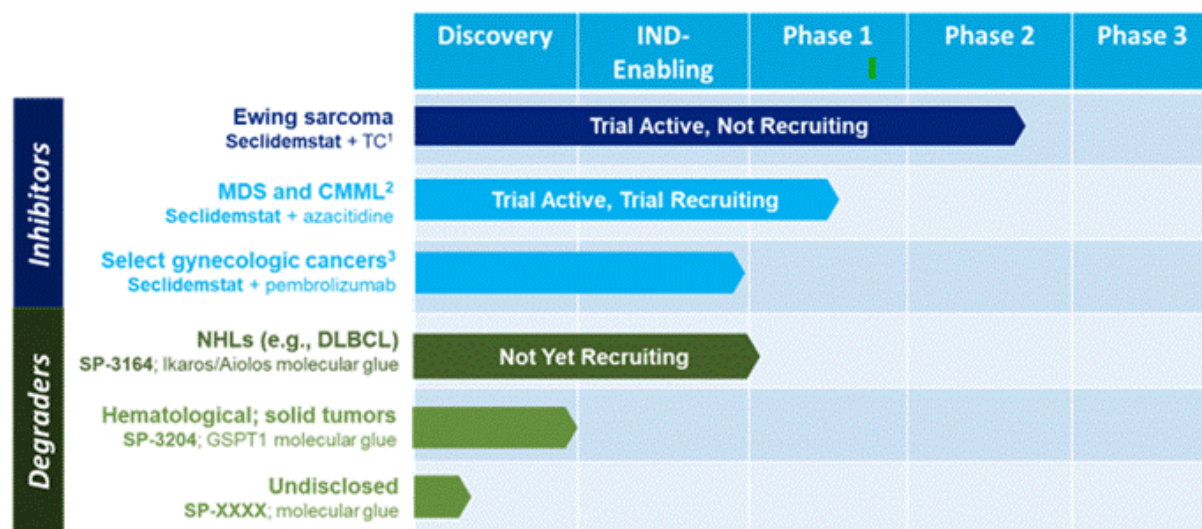 Discovery
IND-
Enabling
Phase 1
Phase 2
Phase 3
Inhibitors
Ewing sarcoma
Seclidemstat + TC¹
Trial Active, Not Recruiting
MDS and CMML²
Seclidemstat + azacitidine
Trial Active, Trial Recruiting
Select gynecologic cancers³
Seclidemstat + pembrolizumab
Degraders
NHLs (e.g., DLBCL)
SP-3164; Ikaros/Aiolos molecular glue
Not Yet Recruiting
Hematological; solid tumors
SP-3204; GSPT1 molecular glue
Undisclosed
SP-XXXX; molecular glue